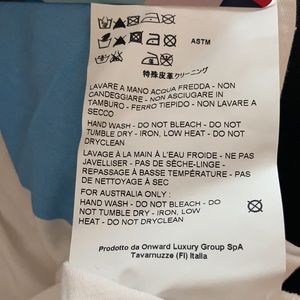 ASTM
特殊皮革クリーニング
LAVARE A MANO ACQUA FREDDA - NON
CANDEGGIARE - NON ASCIUGARE IN
TAMBURO - FERRO TIEPIDO - NON LAVARE A
SECCO
HAND WASH - DO NOT BLEACH - DO NOT
TUMBLE DRY - IRON, LOW HEAT - DO NOT
DRYCLEAN
LAVAGE À LA MAIN À L'EAU FROIDE - NE PAS
JAVELLISER - PAS DE SÈCHE-LINGE -
REPASSAGE À BASSE TEMPÉRATURE - PAS
DE NETTOYAGE À SEC
FOR AUSTRALIA ONLY :
HAND WASH - DO NOT BLEACH - DO
NOT TUMBLE DRY - IRON, LOW
HEAT - DO NOT DRYCLEAN
Prodotto da Onward Luxury Group SpA
Tavarnuzze (FI) Italia